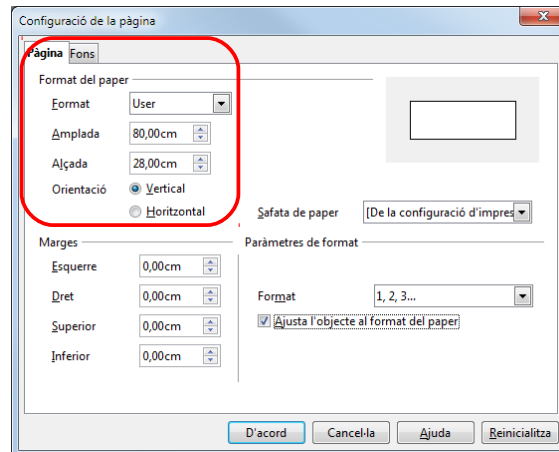 Configuració de la pàgina
Pàgina Fons
Format del paper
Format User
Amplada 80,00cm
Alçada 28,00cm
Orientació Vertical
Horitzontal
Safata de paper [De la configuració d'impres
Marges
Paràmetres de format
Esquerre 0,00cm
Dret 0,00cm
Format 1, 2, 3...
Superior 0,00cm
Ajusta l'objecte al format del paper
Inferior 0,00cm
D'acord Cancel·la Ajuda Reinicialitza